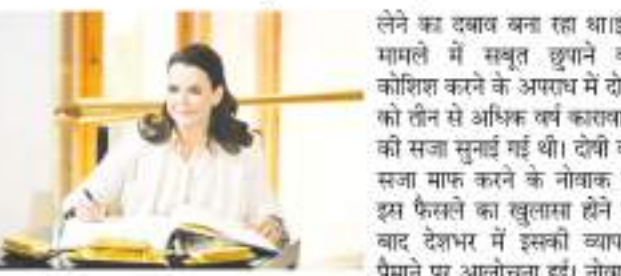 लेने का दबाव बना रहा था।
मामले में सबूत छुपाने
कोशिश करने के अपराध में
को तीन से अधिक वर्ष
की सजा सुनाई गई थी। दोषी
सजा माफ करने के नोवाक
इस फैसले का खुलासा होने
बाद देशभर में इसकी
पैमाने पर आलोचना हुई।